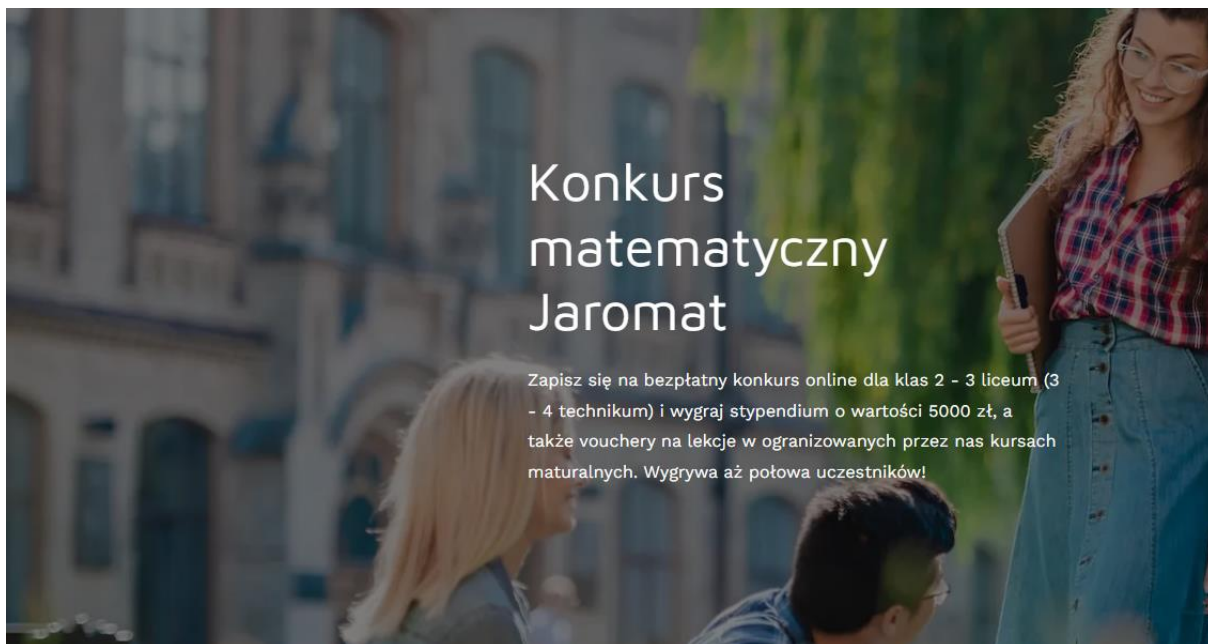 Konkurs
matematyczny
Jaromat
Zapisz się na bezpłatny konkurs online dla klas 2 - 3 liceum (3
- 4 technikum) i wygraj stypendium o wartości 5000 zł, a
także vouchery na lekcje w ogranizowanych przez nas kursach
maturalnych. Wygrywa aż połowa uczestników!